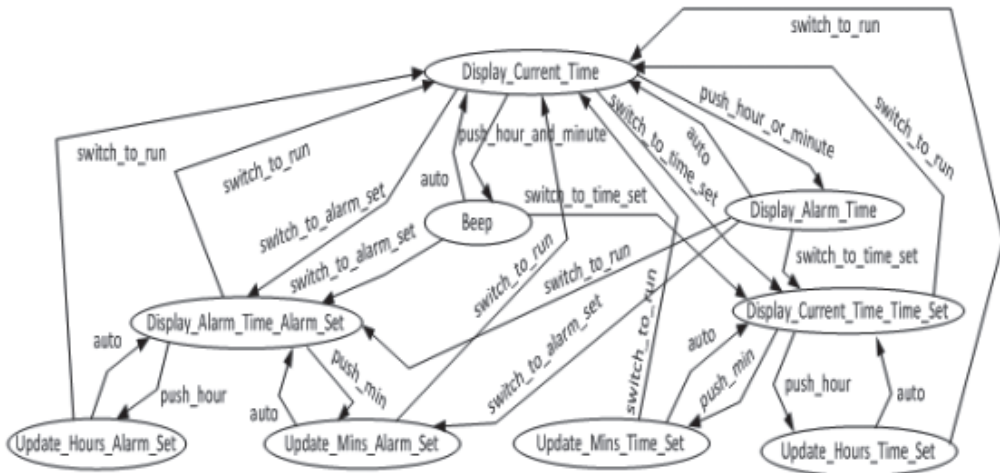 switch_to_run
Display_Current_Time
push_hour_or_minute
switch_to_run
push_hour_and_minute
switch_to_time_set
auto
switch_to_run
switch_to_run
auto
switch_to_alarm_set
Beep
switch_to_time_set
Display_Alarm_Time
switch_to_alarm_set
switch_to_run
switch_to_run
switch_to_time_set
Display_Alarm_Time_Alarm_Set
switch_to_run
switch_to_alarm_set
Display_Current_Time_Time_Set
auto
push_hour
push_min
auto
auto
push_min
push_hour
auto
Update_Hours_Alarm_Set
Update_Mins_Alarm_Set
Update_Mins_Time_Set
Update_Hours_Time_Set